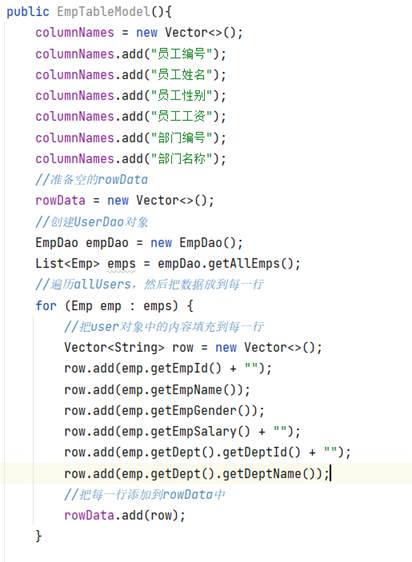 public EmpTableModel(){
columnNames = new Vector<>();
columnNames.add("员工编号");
columnNames.add("员工姓名");
columnNames.add("员工性别");
columnNames.add("员工工资");
columnNames.add("部门编号");
columnNames.add("部门名称");
//准备空的rowData
rowData = new Vector<>();
//创建UserDao对象
EmpDao empDao = new EmpDao();
List<Emp> emps = empDao.getAllEmps();
//遍历allUsers，然后把数据放到每一行
for (Emp emp : emps) {
//把user对象中的内容填充到每一行
Vector<String> row = new Vector<>();
row.add(emp.getEmpId() + "");
row.add(emp.getEmpName());
row.add(emp.getEmpGender());
row.add(emp.getEmpSalary() + "");
row.add(emp.getDept().getDeptId() + "");
row.add(emp.getDept().getDeptName());
//把每一行添加到rowData中
rowData.add(row);
}